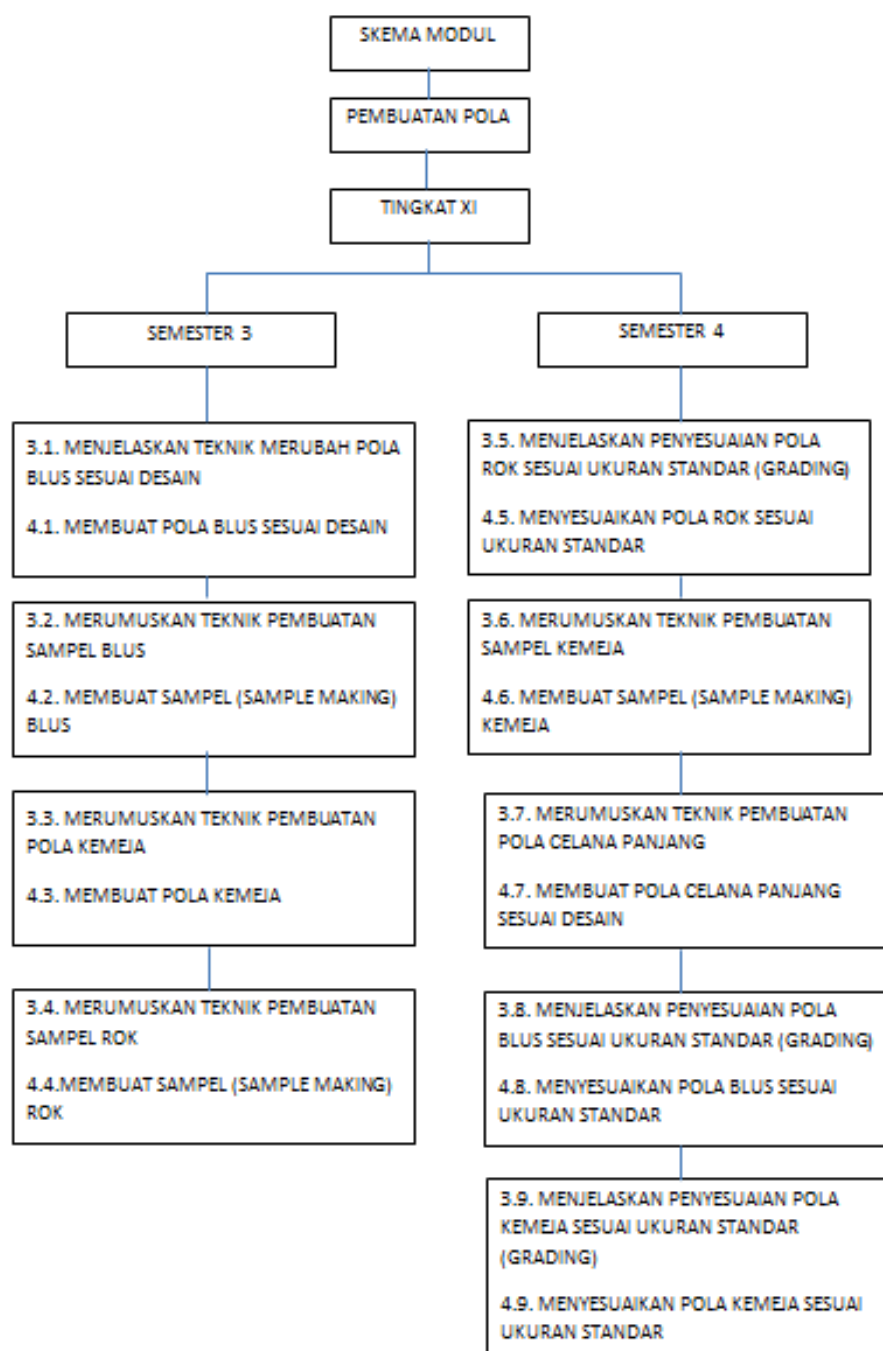 SKEMA MODUL
PEMBUATAN POLA
TINGKAT XI
SEMESTER 3
3.1. MENJELASKAN TEKNIK MERUBAH POLA
BLUS SESUAI DESAIN
4.1. MEMBUAT POLA BLUS SESUAI DESAIN
3.2. MERUMUSKAN TEKNIK PEMBUATAN
SAMPEL BLUS
4.2. MEMBUAT SAMPEL (SAMPLE MAKING)
BLUS
3.3. MERUMUSKAN TEKNIK PEMBUATAN
POLA KEMEJA
4.3. MEMBUAT POLA KEMEJA
3.4. MERUMUSKAN TEKNIK PEMBUATAN
SAMPEL ROK
4.4.MEMBUAT SAMPEL (SAMPLE MAKING)
ROK
SEMESTER 4
3.5. MENJELASKAN PENYESUAIAN POLA
ROK SESUAI UKURAN STANDAR (GRADING)
4.5. MENYESUAIKAN POLA ROK SESUAI
UKURAN STANDAR
3.6. MERUMUSKAN TEKNIK PEMBUATAN
SAMPEL KEMEJA
4.6. MEMBUAT SAMPEL (SAMPLE MAKING)
KEMEJA
3.7. MERUMUSKAN TEKNIK PEMBUATAN
POLA CELANA PANJANG
4.7. MEMBUAT POLA CELANA PANJANG
SESUAI DESAIN
3.8. MENJELASKAN PENYESUAIAN POLA
BLUS SESUAI UKURAN STANDAR (GRADING)
4.8. MENYESUAIKAN POLA BLUS SESUAI
UKURAN STANDAR
3.9. MENJELASKAN PENYESUAIAN POLA
KEMEJA SESUAI UKURAN STANDAR
(GRADING)
4.9. MENYESUAIKAN POLA KEMEJA SESUAI
UKURAN STANDAR